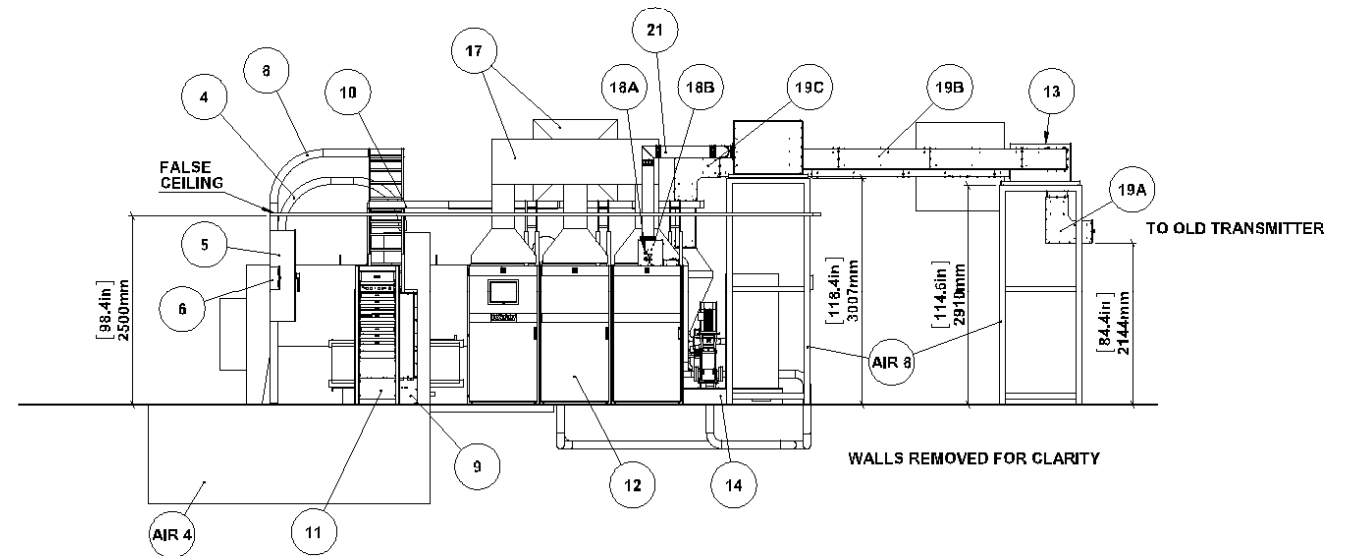 21
17
8
18A
18B
19C
19B
13
4
10
FALSE
CEILING
19A
TO OLD TRANSMITTER
5
6
[98.4in]
2500mm
[118.4in]
3007mm
[114.6in]
2910mm
[84.4in]
2144mm
AIR 8
WALLS REMOVED FOR CLARITY
9
12
14
AIR 4
11